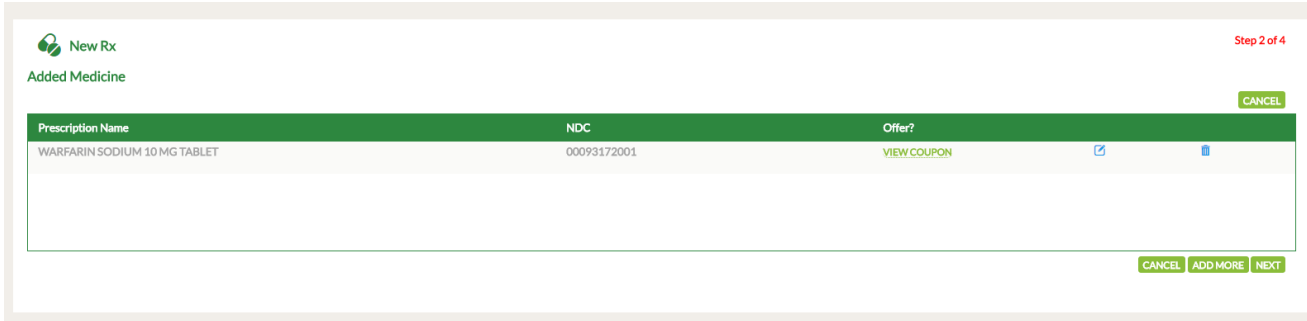 New Rx
Step 2 of 4
Added Medicine
CANCEL
Prescription Name NDC Offer?
WARFARIN SODIUM 10 MG TABLET 00093172001 VIEW COUPON
CANCEL ADD MORE NEXT